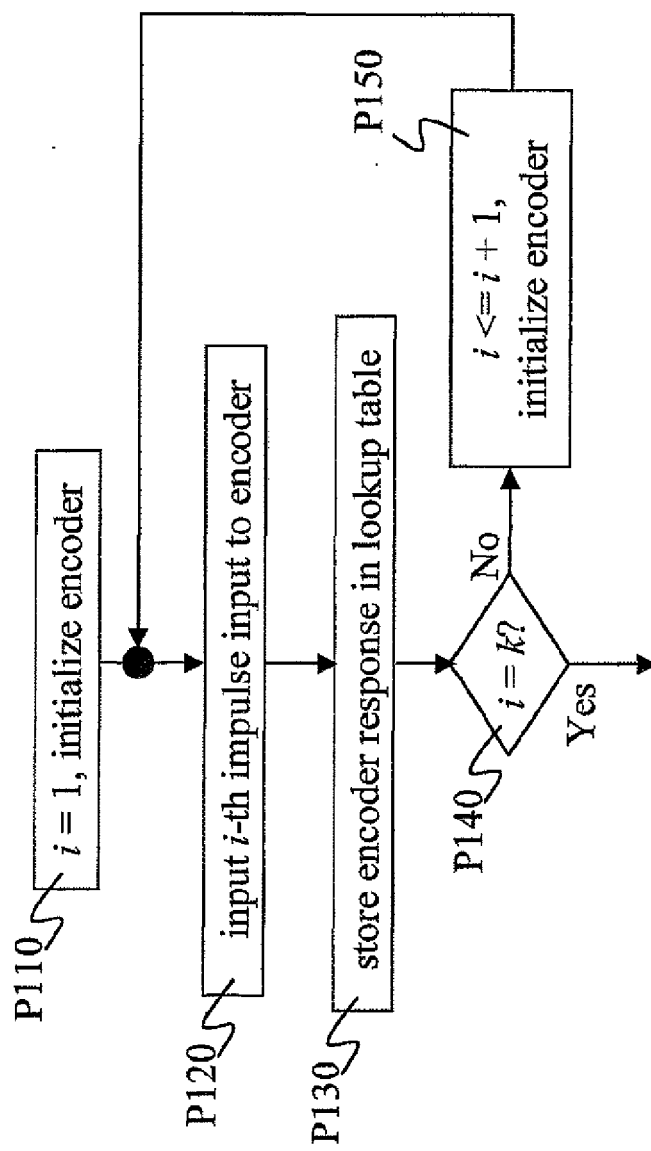 P110
i = 1, initialize encoder
P120
input i-th impulse input to encoder
P130
store encoder response in lookup table
P140
i = k?
No
Yes
P150
i <= i + 1,
initialize encoder